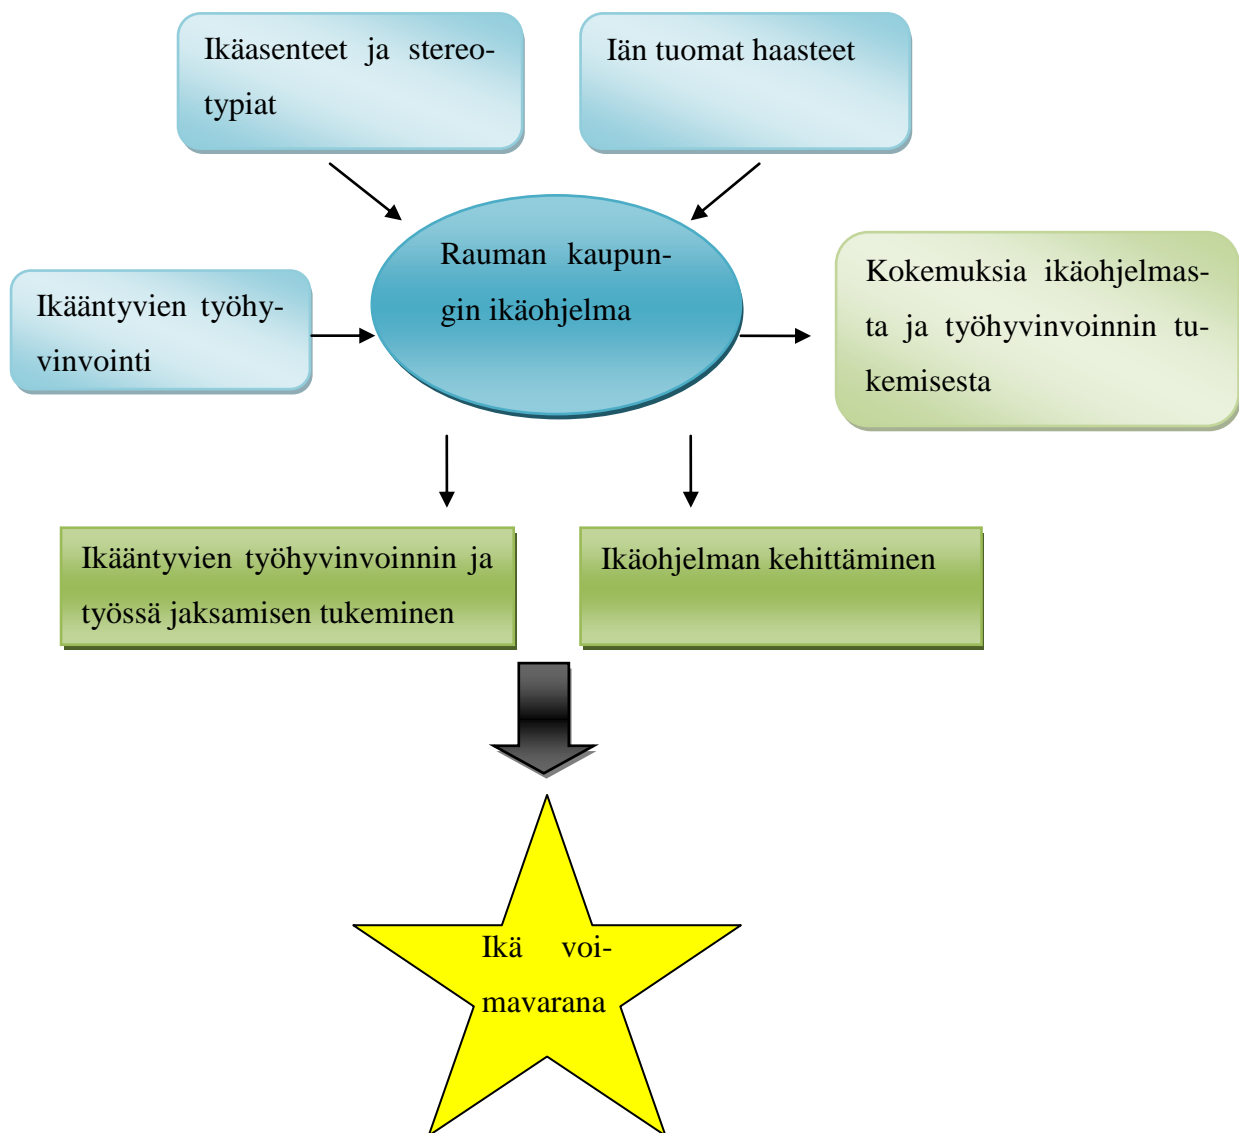 Ikäasenteet ja stereo-
typiat
Iän tuomat haasteet
Rauman kaupun-
gin ikäohjelma
Ikääntyvien työhy-
vinvointi
Kokemuksia ikäohjelmas-
ta ja työhyvinvoinnin tu-
kemisesta
Ikääntyvien työhyvinvoinnin ja
työssä jaksamisen tukeminen
Ikäohjelman kehittäminen
Ikä voi-
mavarana